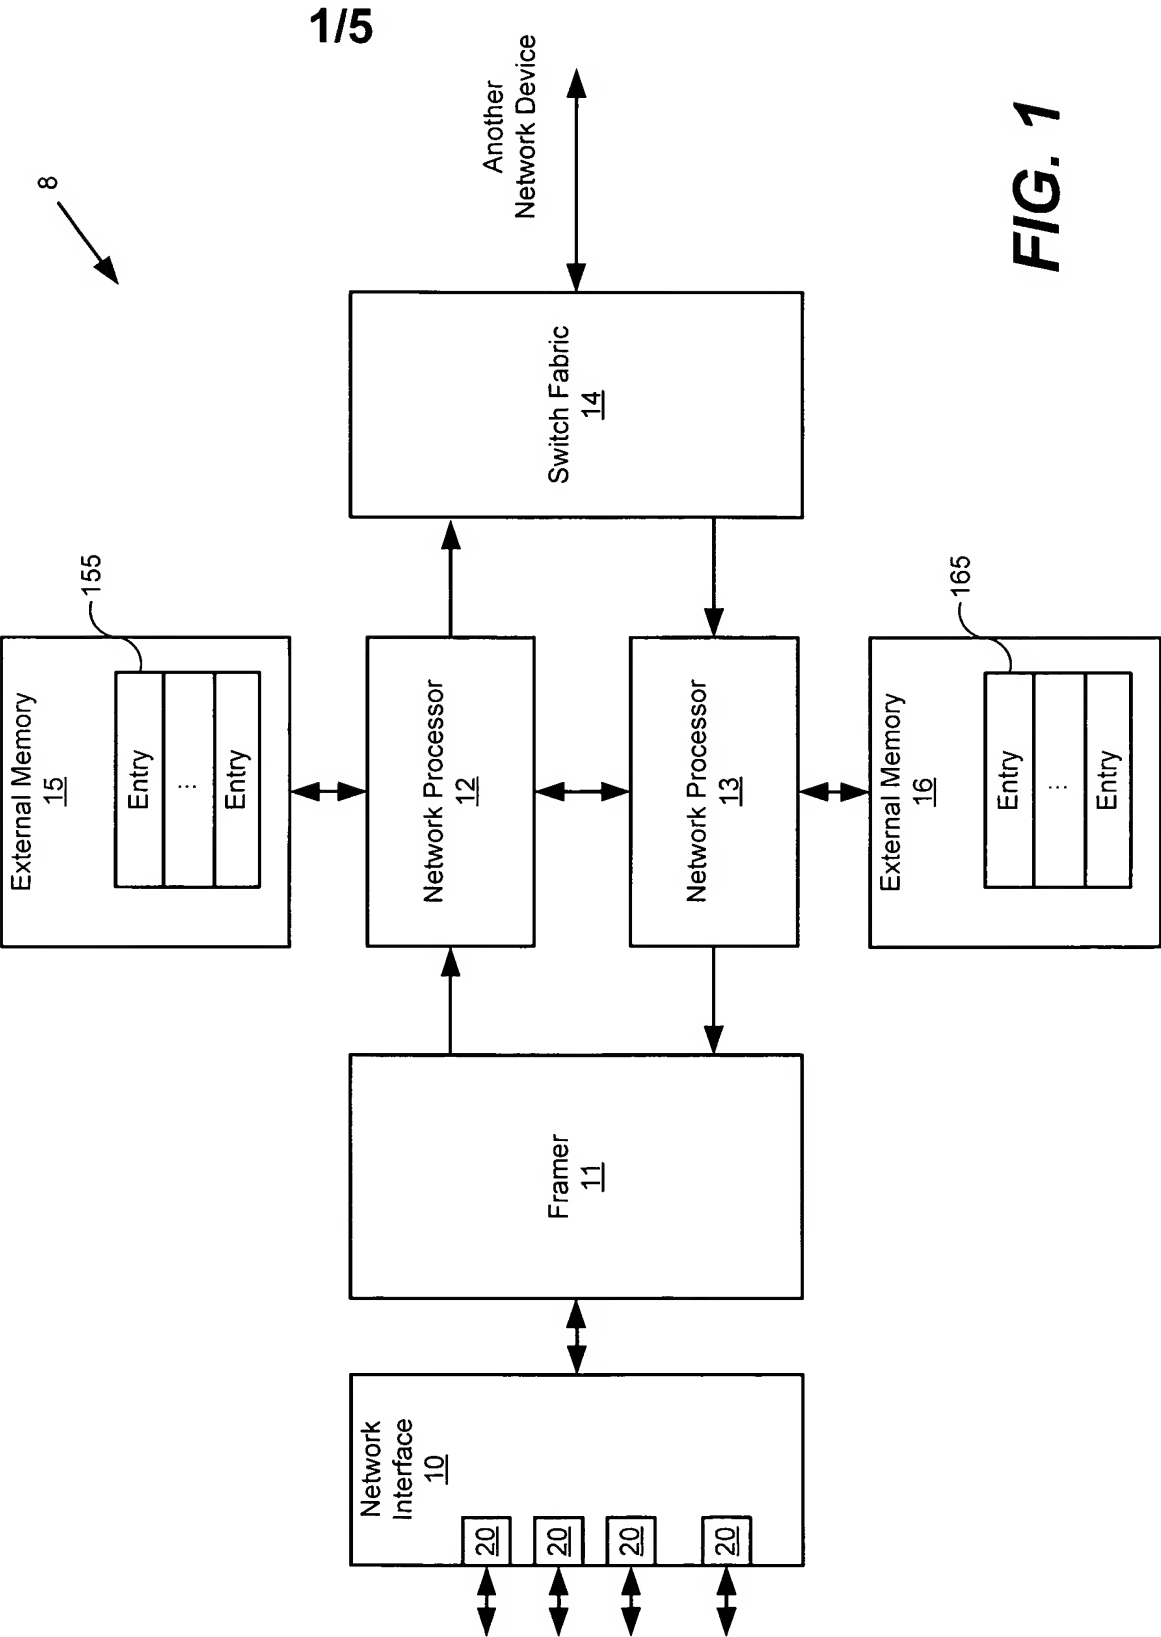 1/5
8
External Memory
15
Entry
...
Entry
155
Network
Interface
10
20
20
20
20
Framer
11
Network Processor
12
Network Processor
13
Switch Fabric
14
Another
Network Device
External Memory
16
Entry
...
Entry
165
FIG. 1